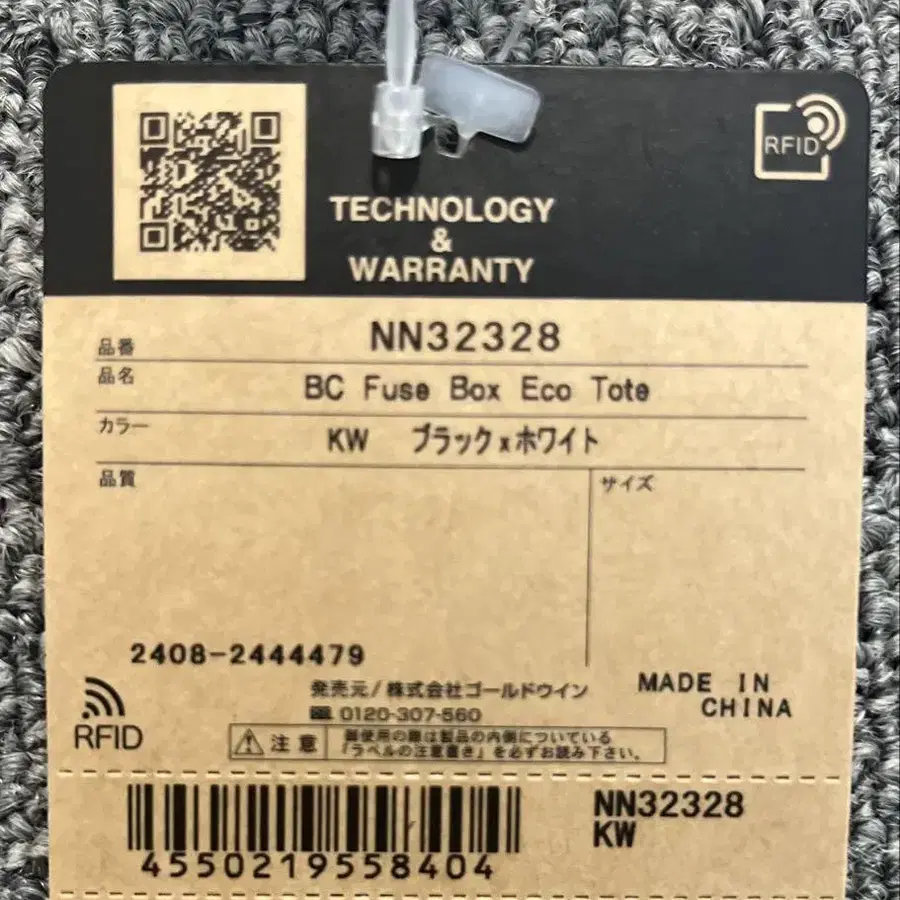 RFID
TECHNOLOGY
&
WARRANTY
品番 NN32328
品名 BC Fuse Box Eco Tote
カラー KW ブラックxホワイト
品質
サイズ
2408-2444479
発売元/株式会社ゴールドウイン
0120-307-560
MADE IN
CHINA
RFID
注意
御使用の際は製品の内側についている
「ラベルの注意書き」を必ずお読み下さい。
4550219558404
NN32328
KW